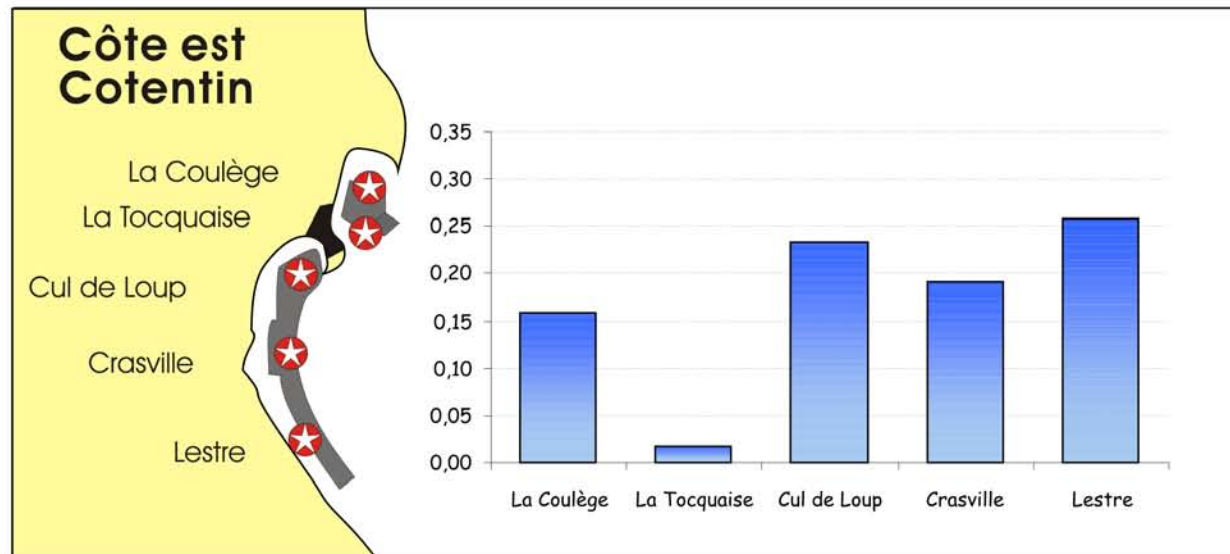 Côte est
Cotentin
La Coulège
La Tocquaise
Cul de Loup
Crasville
Lestre
0,35
0,30
0,25
0,20
0,15
0,10
0,05
0,00
La Coulège La Tocquaise Cul de Loup Crasville Lestre